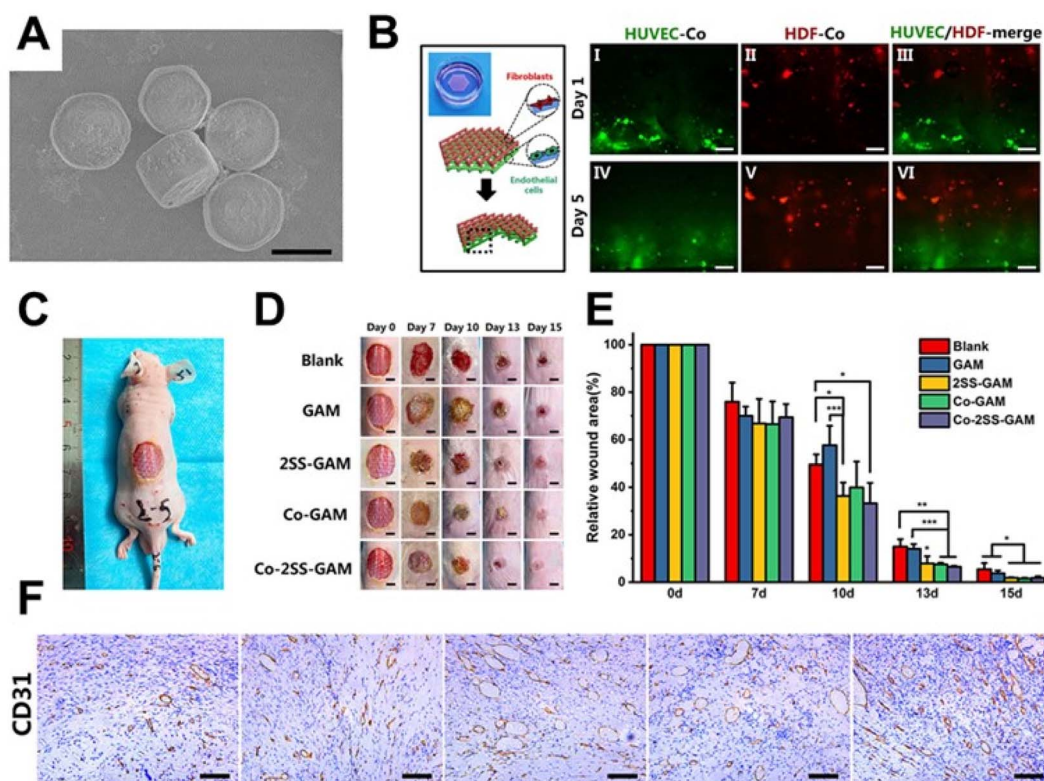 A
B
Fibroblasts
Endothelial
cells
HUVEC-Co
HDF-Co
HUVEC/HDF-merge
Day 1
I
II
III
Day 5
IV
V
VI
C
D
Day 0 Day 7 Day 10 Day 13 Day 15
Blank
GAM
2SS-GAM
Co-GAM
Co-2SS-GAM
E
Relative wound area(%)
100
80
60
40
20
0
0d 7d 10d 13d 15d
Blank
GAM
2SS-GAM
Co-GAM
Co-2SS-GAM
*
*
***
**
***
*
*
F
CD31